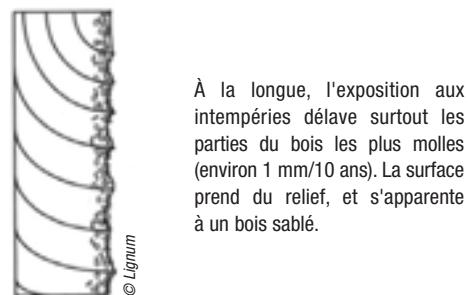 À la longue, l'exposition aux
intempéries délave surtout les
parties du bois les plus molles
(environ 1 mm/10 ans). La surface
prend du relief, et s'apparente
à un bois sablé.
© Lignum